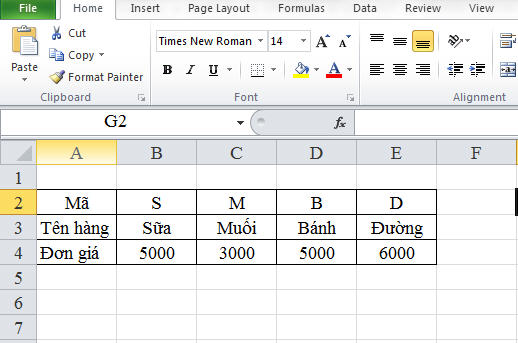 File Home Insert Page Layout Formulas Data Review View
Paste Cut Times New Roman 14 A A
Copy
Format Painter B I U A
Clipboard Font Alignment
G2 fx
A B C D E F
1
2 Mã S M B D
3 Tên hàng Sữa Muối Bánh Đường
4 Đơn giá 5000 3000 5000 6000
5
6
7